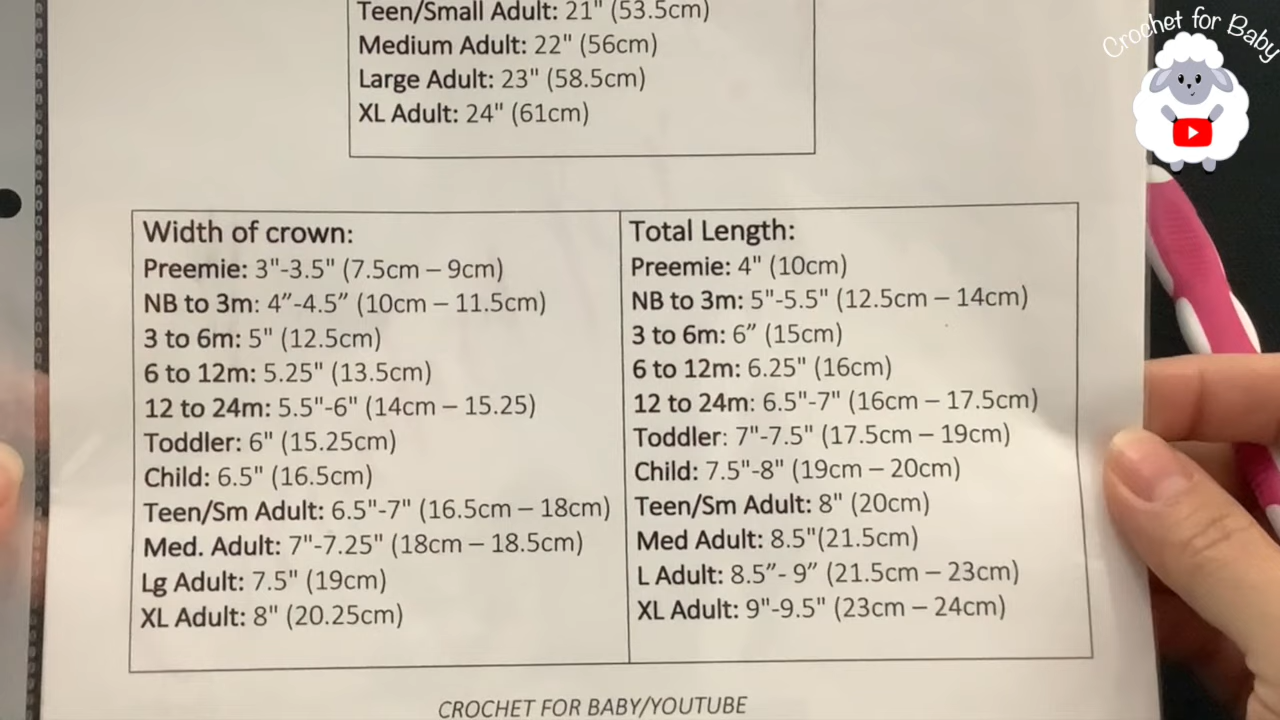 Crochet for Baby
Teen/Small Adult: 21" (53.5cm)
Medium Adult: 22" (56cm)
Large Adult: 23" (58.5cm)
XL Adult: 24" (61cm)
Width of crown:
Preemie: 3"-3.5" (7.5cm – 9cm)
NB to 3m: 4”-4.5” (10cm – 11.5cm)
3 to 6m: 5" (12.5cm)
6 to 12m: 5.25" (13.5cm)
12 to 24m: 5.5"-6" (14cm – 15.25)
Toddler: 6" (15.25cm)
Child: 6.5" (16.5cm)
Teen/Sm Adult: 6.5"-7" (16.5cm – 18cm)
Med. Adult: 7"-7.25" (18cm – 18.5cm)
Lg Adult: 7.5" (19cm)
XL Adult: 8" (20.25cm)
Total Length:
Preemie: 4" (10cm)
NB to 3m: 5"-5.5" (12.5cm – 14cm)
3 to 6m: 6” (15cm)
6 to 12m: 6.25" (16cm)
12 to 24m: 6.5"-7" (16cm – 17.5cm)
Toddler: 7"-7.5" (17.5cm – 19cm)
Child: 7.5"-8" (19cm – 20cm)
Teen/Sm Adult: 8" (20cm)
Med Adult: 8.5"(21.5cm)
L Adult: 8.5”- 9” (21.5cm – 23cm)
XL Adult: 9"-9.5" (23cm – 24cm)
CROCHET FOR BABY/YOUTUBE